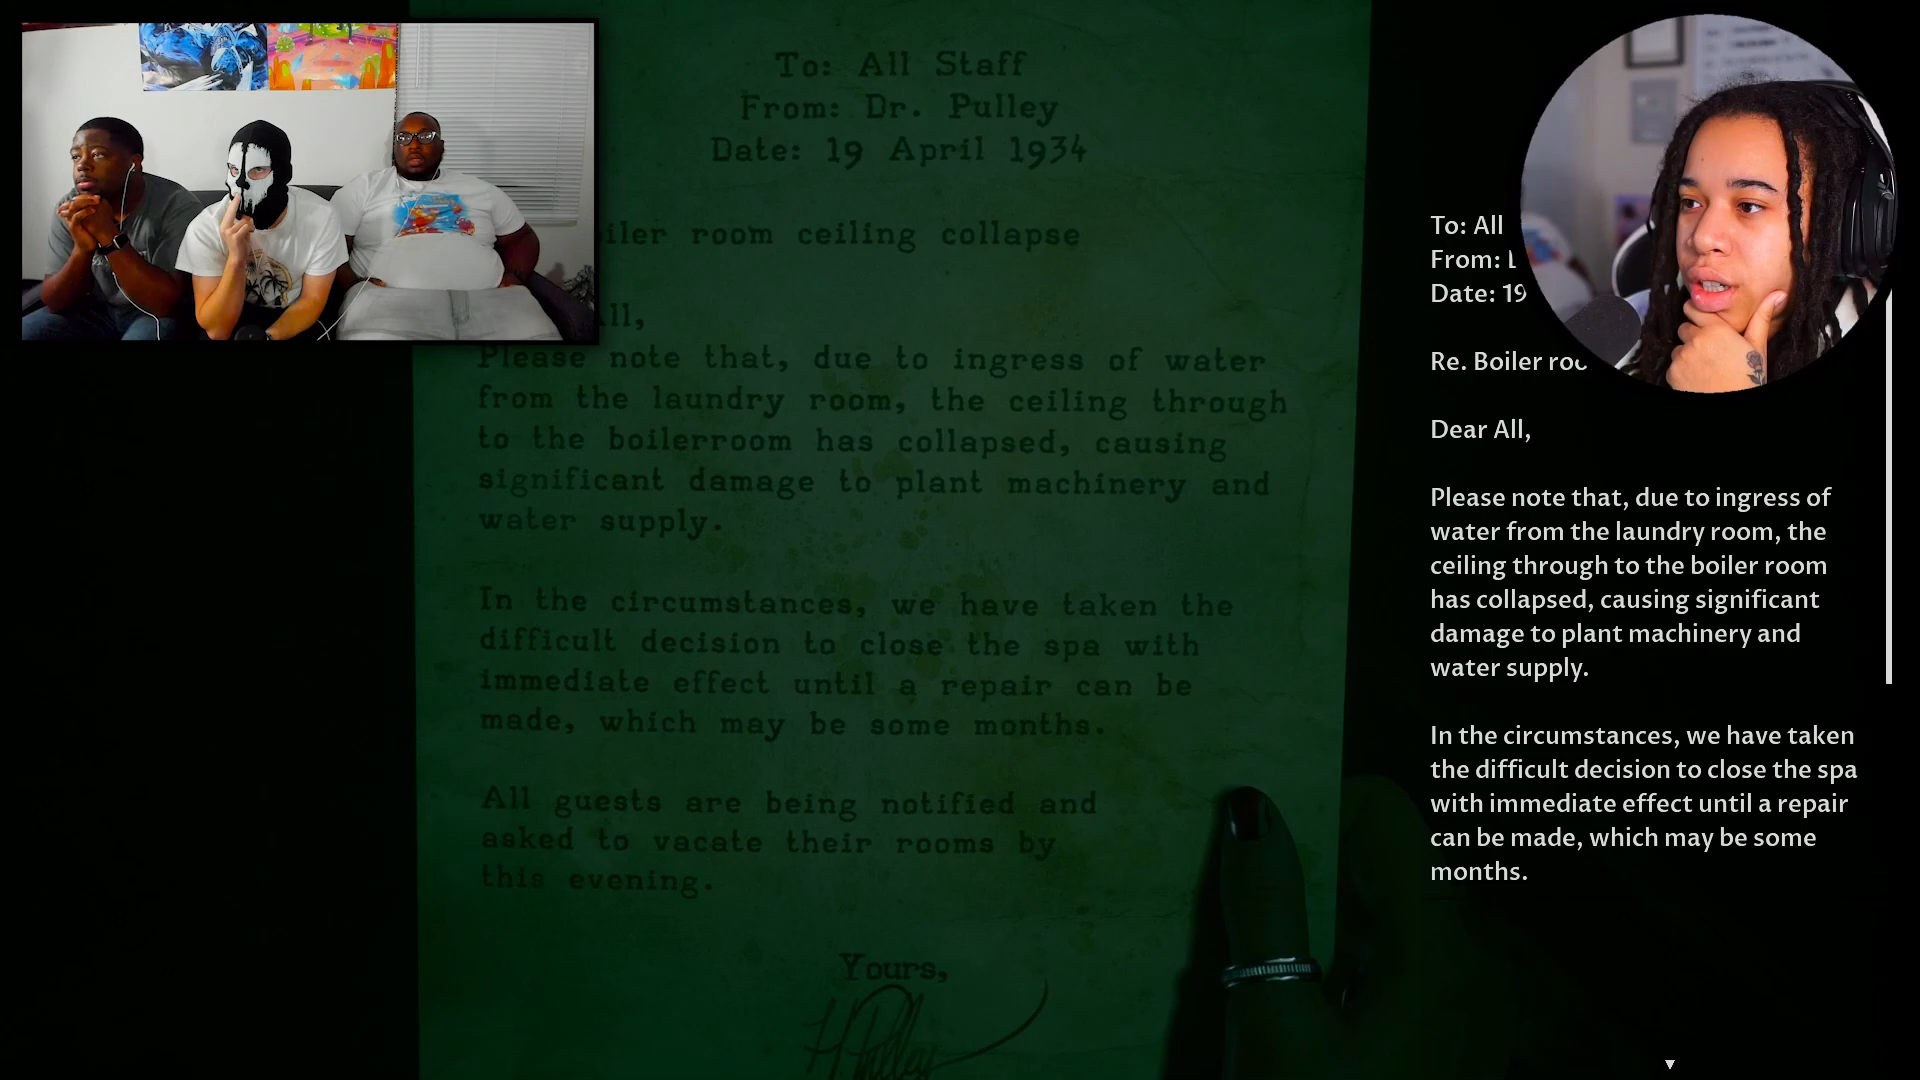 To: All Staff
From: Dr. Pulley
Date: 19 April 1934
iler room ceiling collapse
ll,
Please note that, due to ingress of water
from the laundry room, the ceiling through
to the boilerroom has collapsed, causing
significant damage to plant machinery and
water supply.
In the circumstances, we have taken the
difficult decision to close the spa with
immediate effect until a repair can be
made, which may be some months.
All guests are being notified and
asked to vacate their rooms by
this evening.
Yours,
H Pulley
To: All
From:
Date: 19
Re. Boiler roo
Dear All,
Please note that, due to ingress of
water from the laundry room, the
ceiling through to the boiler room
has collapsed, causing significant
damage to plant machinery and
water supply.
In the circumstances, we have taken
the difficult decision to close the spa
with immediate effect until a repair
can be made, which may be some
months.